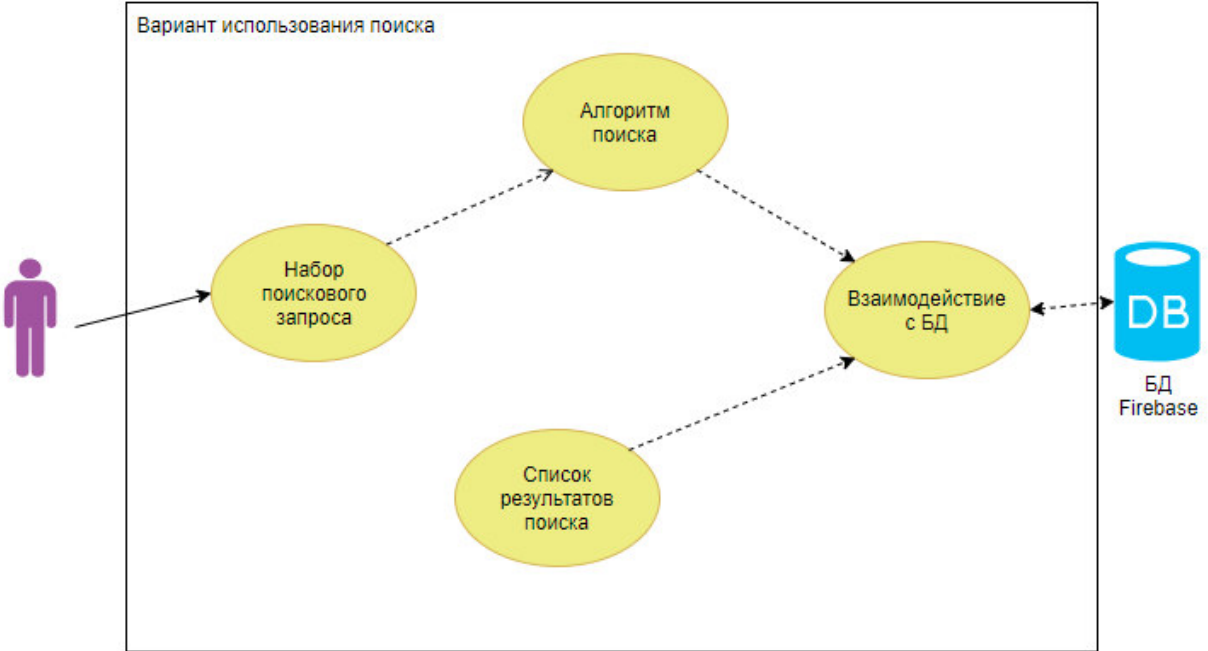 Вариант использования поиска
Алгоритм
поиска
Набор
поискового
запроса
Взаимодействие
с БД
DB
БД
Firebase
Список
результатов
поиска